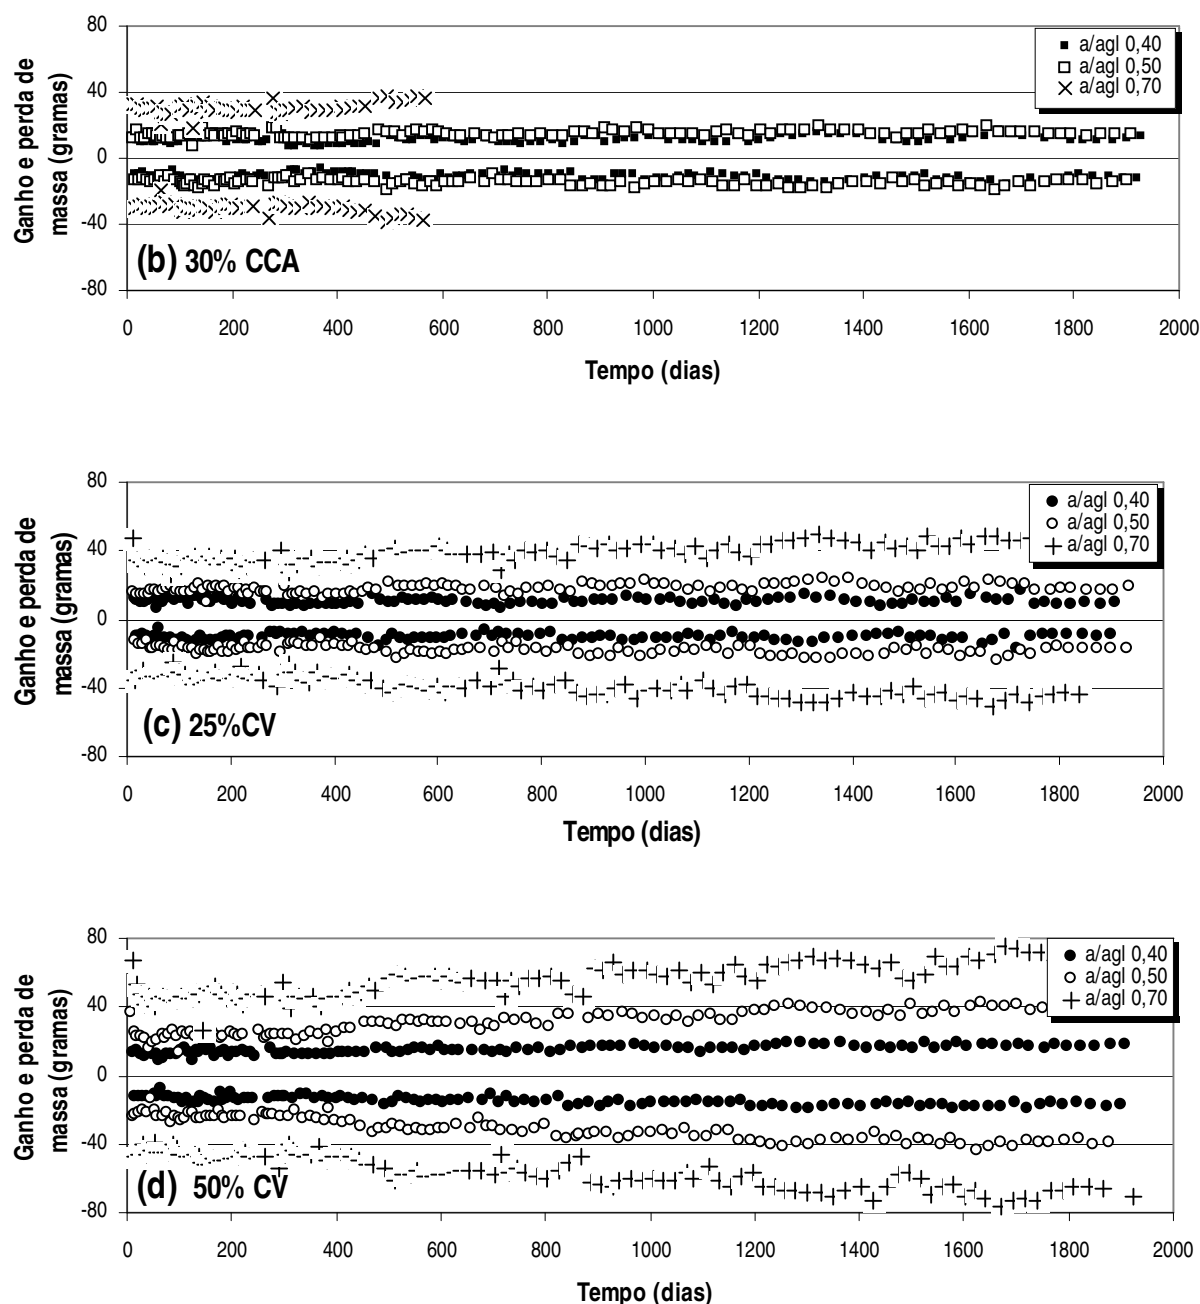 80
40
0
-40
-80
Ganho e perda de
massa (gramas)
a/agl 0,40
a/agl 0,50
a/agl 0,70
(b) 30% CCA
0 200 400 600 800 1000 1200 1400 1600 1800 2000
Tempo (dias)
80
40
0
-40
-80
Ganho e perda de
massa (gramas)
a/agl 0,40
a/agl 0,50
a/agl 0,70
(c) 25%CV
0 200 400 600 800 1000 1200 1400 1600 1800 2000
Tempo (dias)
80
40
0
-40
-80
Ganho e perda de
massa (gramas)
a/agl 0,40
a/agl 0,50
a/agl 0,70
(d) 50% CV
0 200 400 600 800 1000 1200 1400 1600 1800 2000
Tempo (dias)